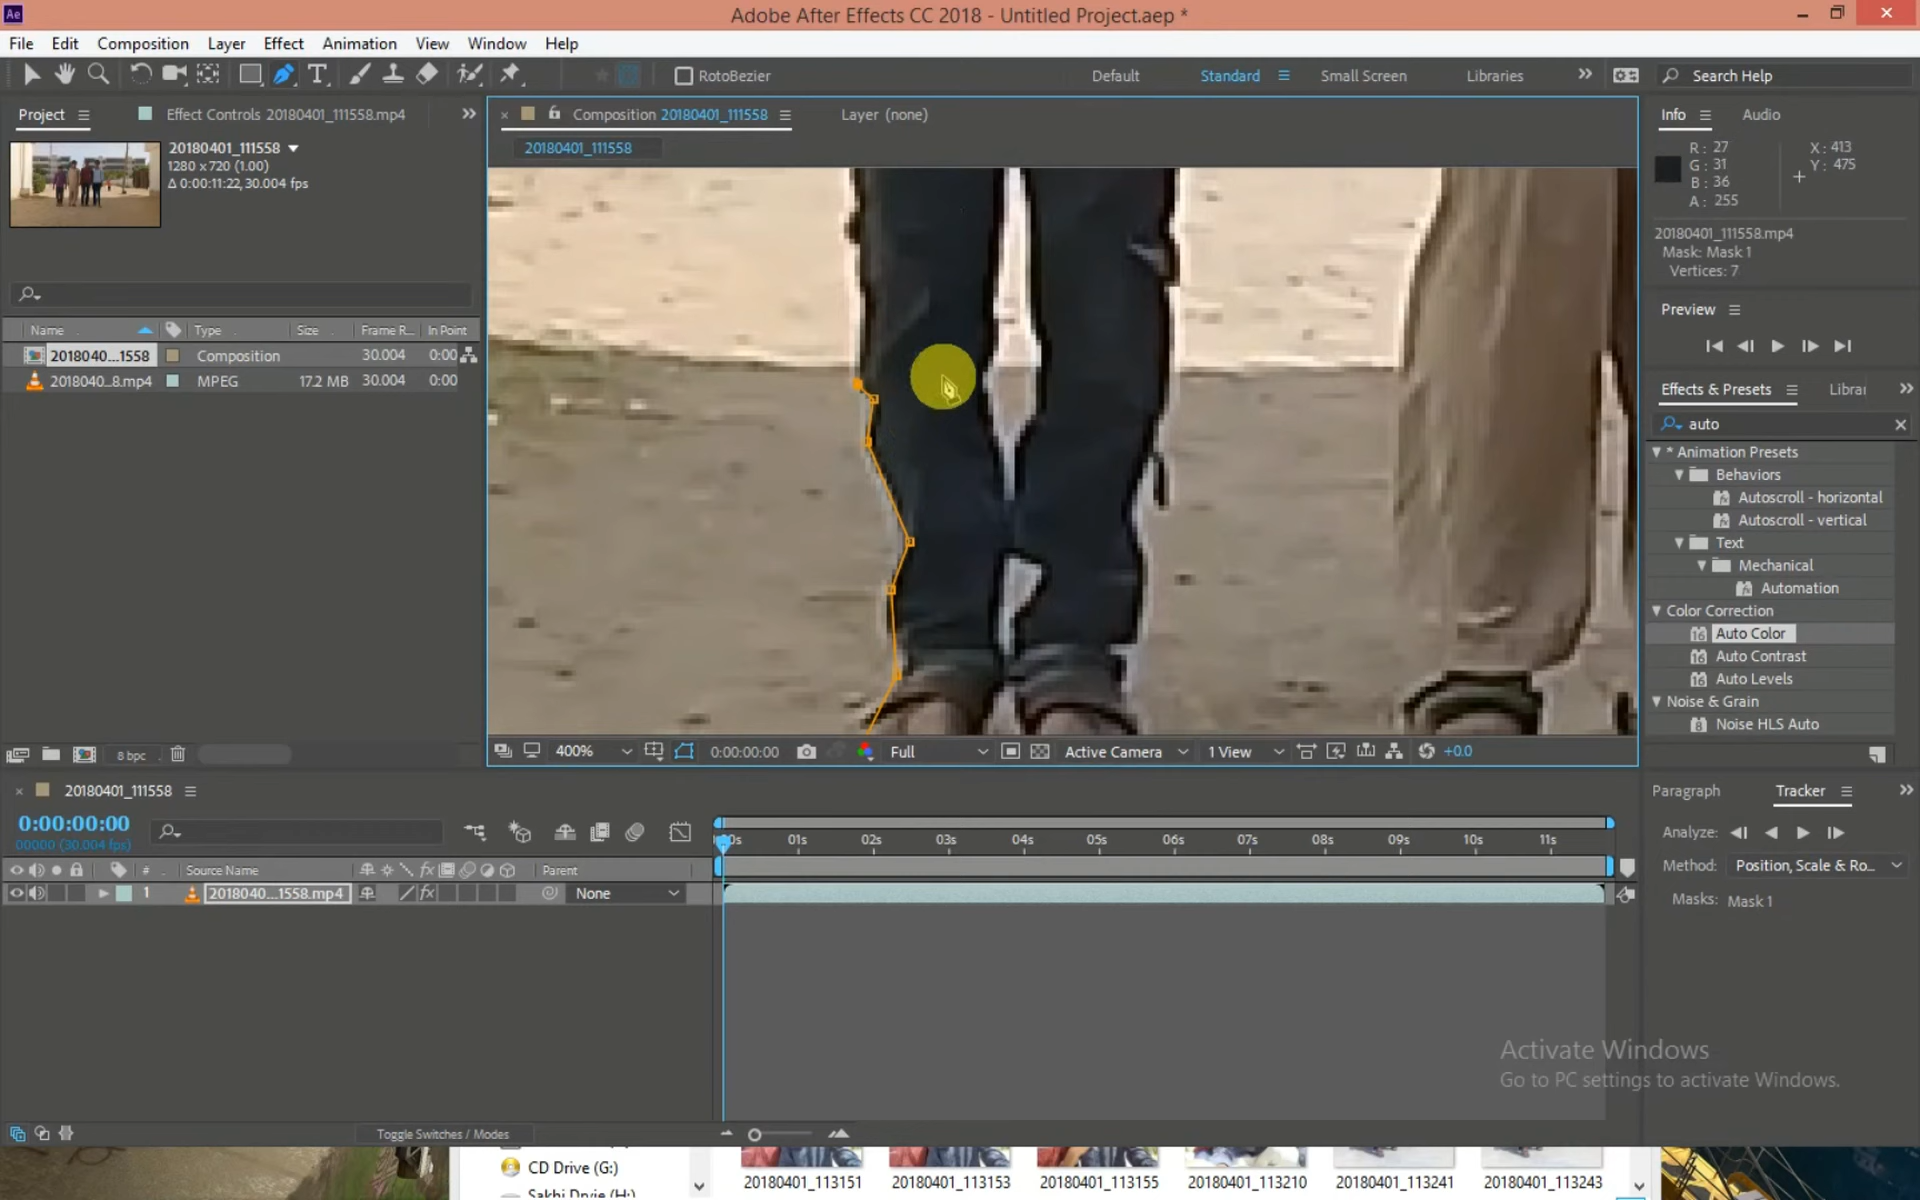 Ae
Adobe After Effects CC 2018 - Untitled Project.aep *
File Edit Composition Layer Effect Animation View Window Help
RotoBezier
Default Standard Small Screen Libraries
Search Help
Project
Effect Controls 20180401_111558.mp4
20180401_111558
1280 x 720 (1.00)
Δ 0:00:11:22, 30.004 fps
Name Type Size Frame R... In Point
2018040...1558 Composition 30.004 0:00
2018040...8.mp4 MPEG 17.2 MB 30.004 0:00
8 bpc
Composition 20180401_111558
Layer (none)
20180401_111558
400% 0:00:00:00 Full Active Camera 1 View +0.0
Info Audio
R: 27
G: 31
B: 36
A: 255
X: 413
Y: 475
20180401_111558.mp4
Mask: Mask 1
Vertices: 7
Preview
Effects & Presets Librar
auto
* Animation Presets
Behaviors
Autoscroll - horizontal
Autoscroll - vertical
Text
Mechanical
Automation
Color Correction
Auto Color
Auto Contrast
Auto Levels
Noise & Grain
Noise HLS Auto
Paragraph Tracker
Analyze:
Method: Position, Scale & Ro...
Masks: Mask 1
20180401_111558
0:00:00:00
00000 (30.004 fps)
# Source Name Parent
1 2018040...1558.mp4 None
0s 01s 02s 03s 04s 05s 06s 07s 08s 09s 10s 11s
Toggle Switches / Modes
Activate Windows
Go to PC settings to activate Windows.
CD Drive (G:)
Sakhi Drvie (H:)
20180401_113151 20180401_113153 20180401_113155 20180401_113210 20180401_113241 20180401_113243